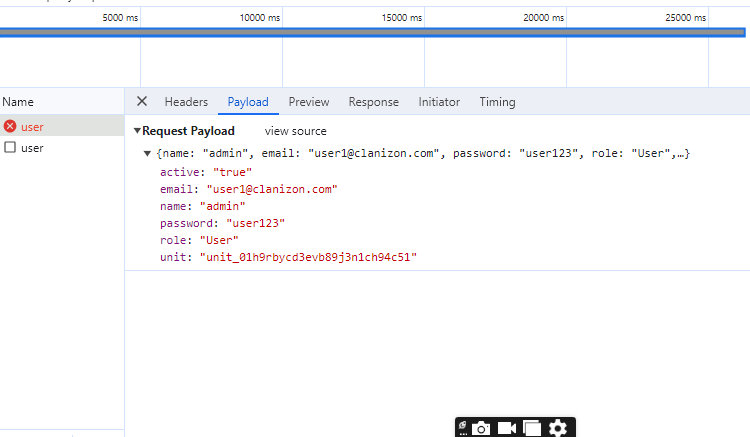 5000 ms 10000 ms 15000 ms 20000 ms 25000 ms
Name
user
user
Headers Payload Preview Response Initiator Timing
Request Payload view source
{name: "admin", email: "user1@clanizon.com", password: "user123", role: "User",…}
active: "true"
email: "user1@clanizon.com"
name: "admin"
password: "user123"
role: "User"
unit: "unit_01h9rbycd3evb89j3n1ch94c51"